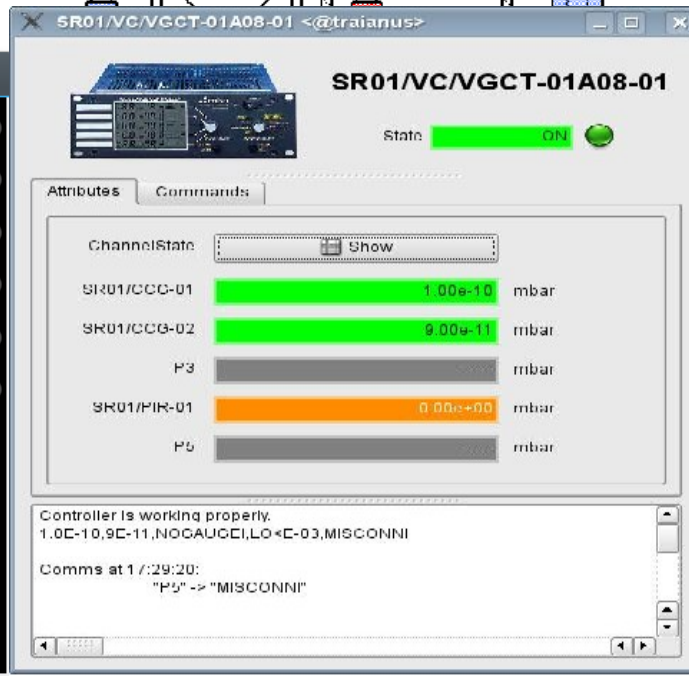 SR01/VC/VGCT-01A08-01 <@traianus>
SR01/VC/VGCT-01A08-01
State ON
Attributes Commands
ChannelState Show
SR01/CCG-01 1.00e-10 mbar
SR01/CCG-02 9.00e-11 mbar
P3 mbar
SR01/PIR-01 0.00e+00 mbar
P5 mbar
Controller is working properly.
1.0E-10,9E-11,NOGAUGE!,LO<E-03,MISCONN!
Comms at 17:29:20:
"P5" -> "MISCONN!"